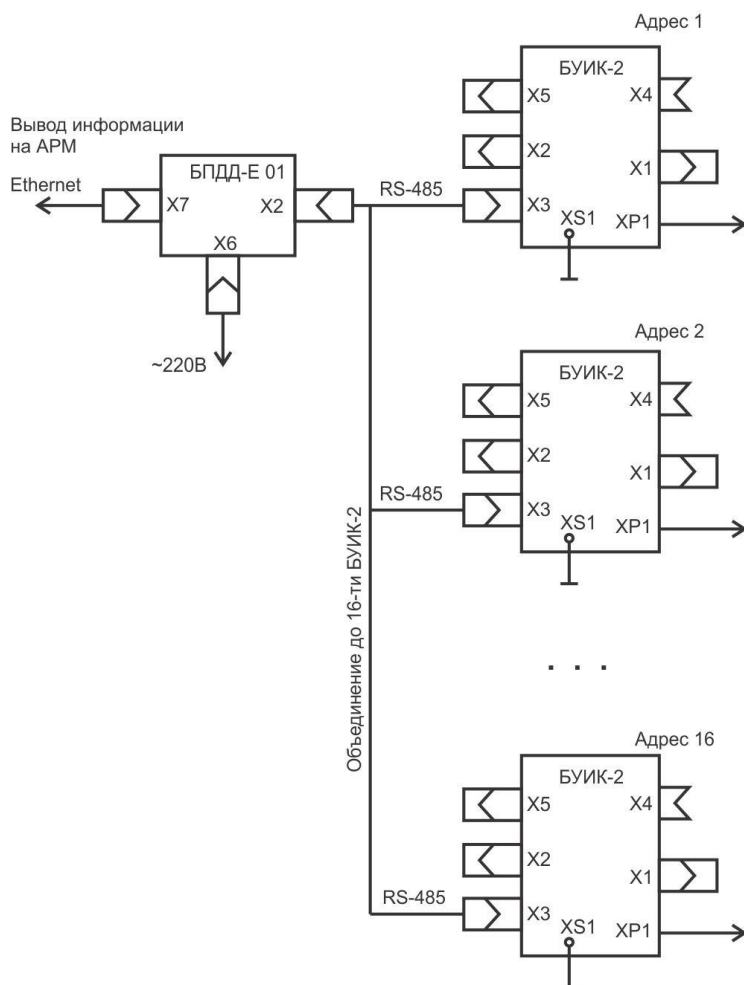 Адрес 1
БУИК-2
X5
X4
Вывод информации
на АРМ
X2
БПДД-Е 01
X1
Ethernet
RS-485
X7
X2
X3
XS1
XP1
X6
~220В
Адрес 2
БУИК-2
X5
X4
X2
X1
RS-485
X3
XS1
XP1
Объединение до 16-ти БУИК-2
. . .
Адрес 16
БУИК-2
X5
X4
X2
X1
RS-485
X3
XS1
XP1